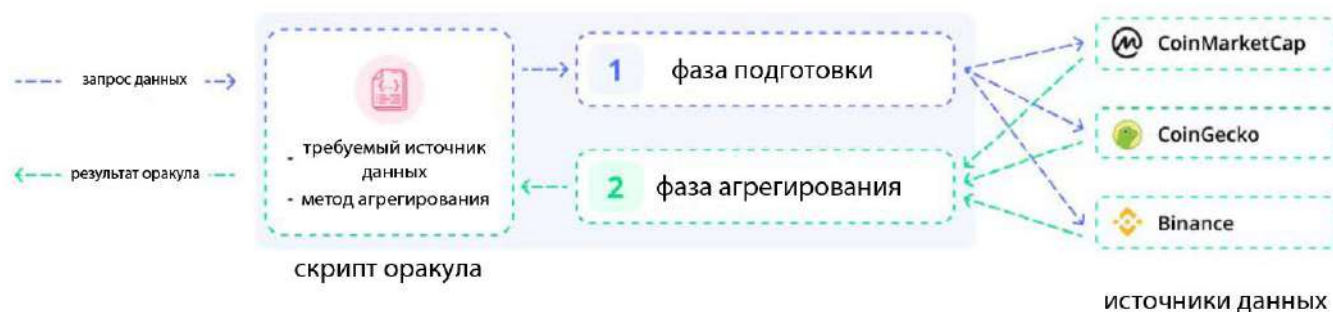 запрос данных
результат оракула
{...}
- требуемый источник
данных
- метод агрегирования
скрипт оракула
1 фаза подготовки
2 фаза агрегирования
CoinMarketCap
CoinGecko
Binance
источники данных